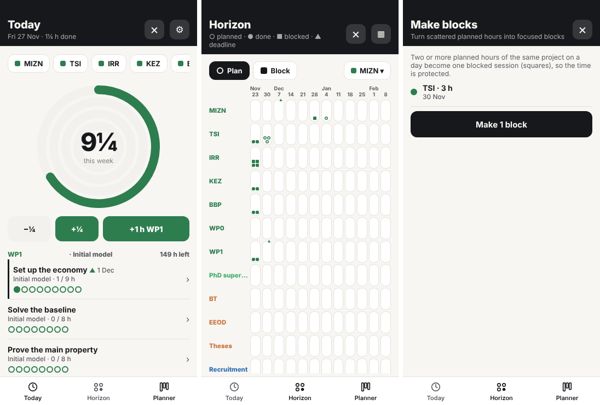 Today
Fri 27 Nov · 1¼ h done
MIZN
TSI
IRR
KEZ
9¼
this week
–¼
+¼
+1 h WP1
WP1 · Initial model 149 h left
Set up the economy ▲ 1 Dec
Initial model · 1 / 9 h
Solve the baseline
Initial model · 0 / 8 h
Prove the main property
Initial model · 0 / 8 h
Today Horizon Planner
Horizon
○ planned · ● done · ■ blocked · ▲
deadline
Plan Block MIZN ▾
Nov Dec Jan Feb
23 30 7 14 21 28 4 11 18 25 1 8
MIZN
TSI
IRR
KEZ
BBP
WP0
WP1
PhD super…
BT
EEOD
Theses
Recruitment
Today Horizon Planner
Make blocks
Turn scattered planned hours into focused blocks
Two or more planned hours of the same project on a
day become one blocked session (squares), so the time
is protected.
TSI · 3 h
30 Nov
Make 1 block
Today Horizon Planner